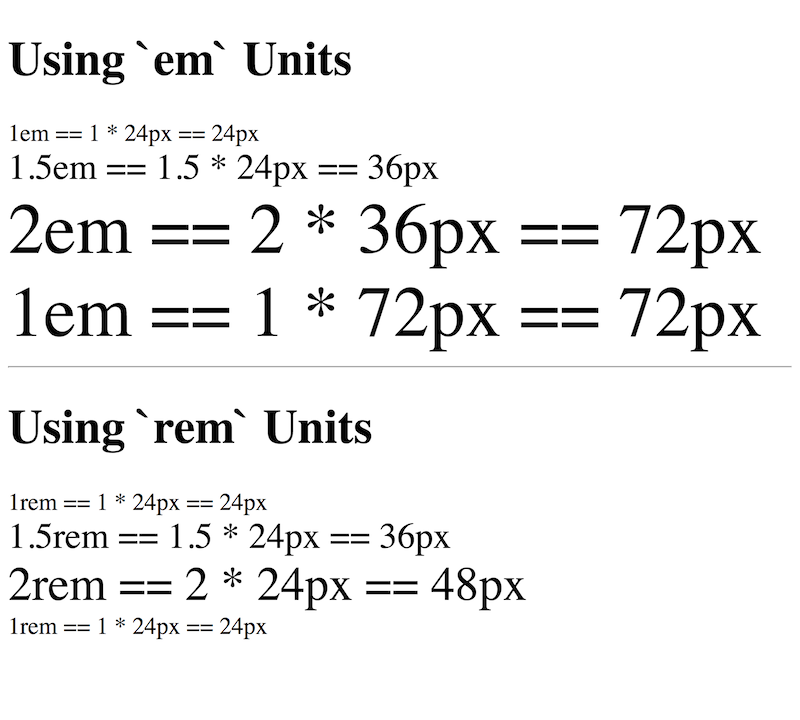 Using `em` Units
1em == 1 * 24px == 24px
1.5em == 1.5 * 24px == 36px
2em == 2 * 36px == 72px
1em == 1 * 72px == 72px
Using `rem` Units
1rem == 1 * 24px == 24px
1.5rem == 1.5 * 24px == 36px
2rem == 2 * 24px == 48px
1rem == 1 * 24px == 24px